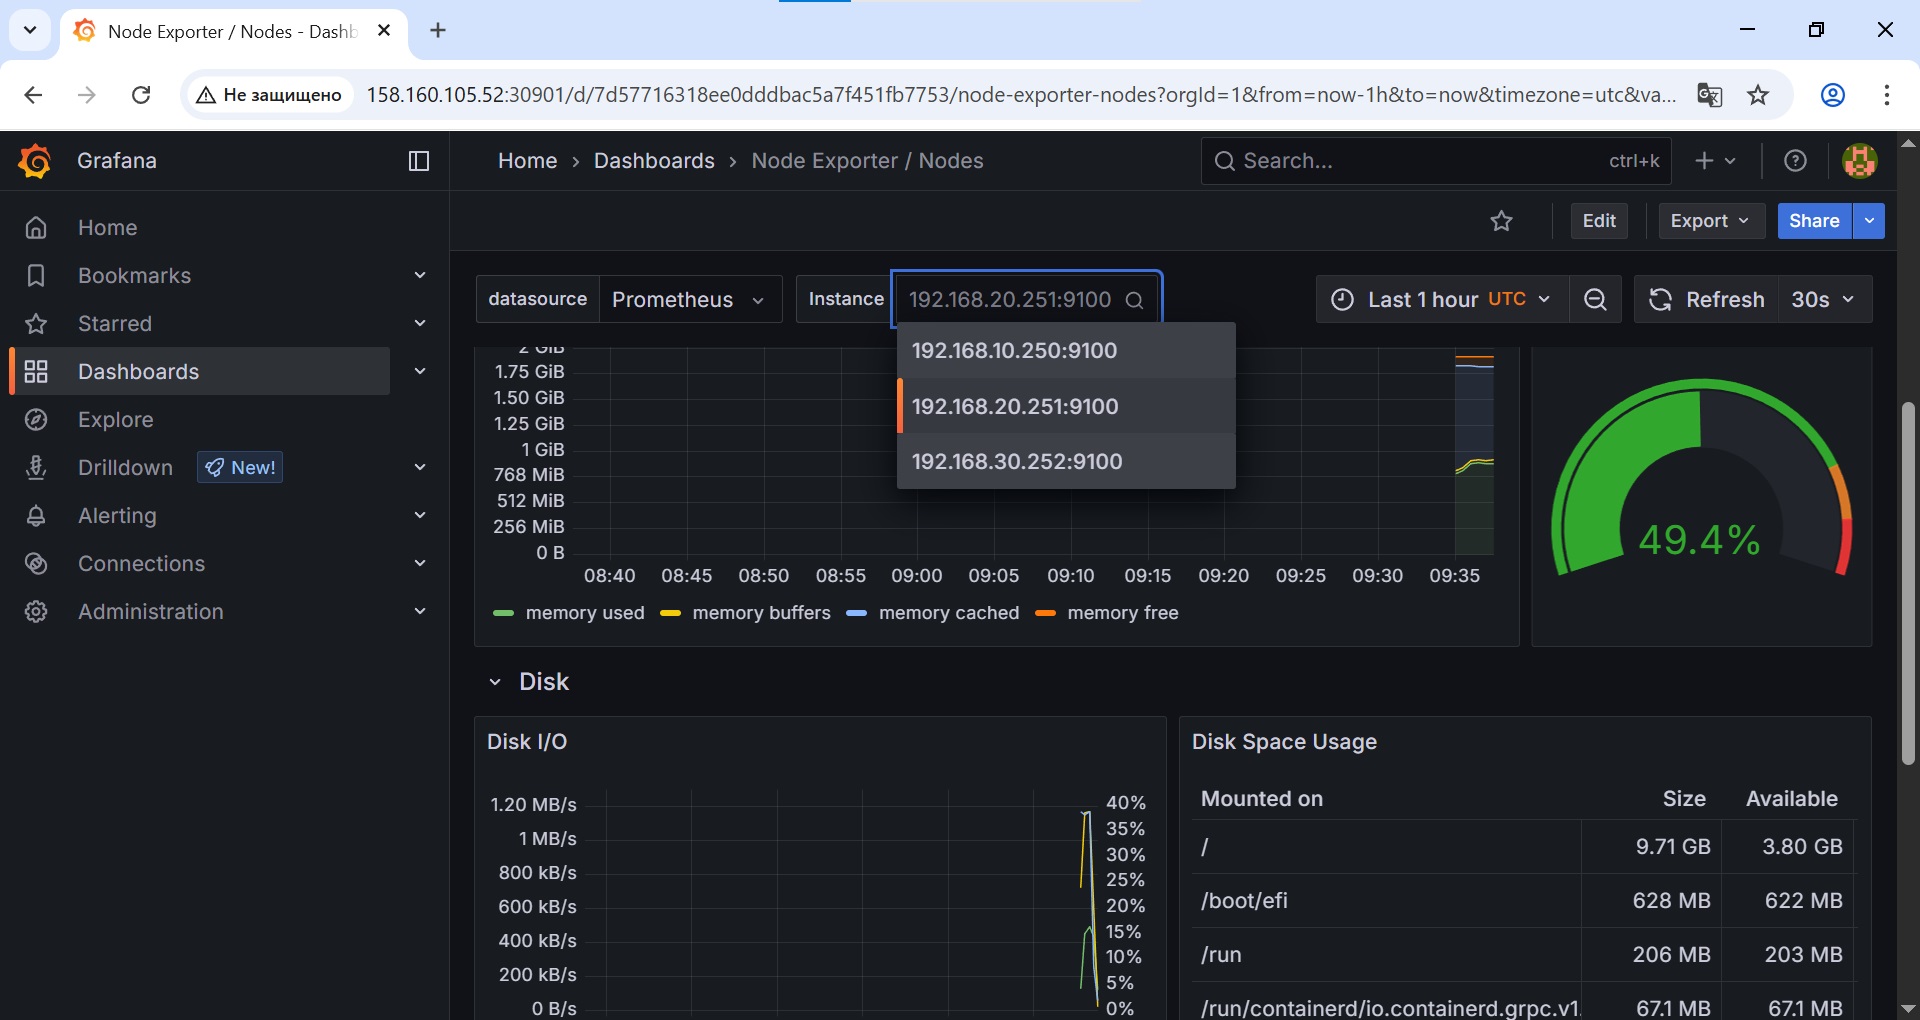 Node Exporter / Nodes - Dashb
Не защищено
158.160.105.52:30901/d/7d57716318ee0dddbac5a7f451fb7753/node-exporter-nodes?orgId=1&from=now-1h&to=now&timezone=utc&va...
Grafana
Home › Dashboards › Node Exporter / Nodes
Search...
ctrl+k
Home
Bookmarks
Starred
Dashboards
Explore
Drilldown
New!
Alerting
Connections
Administration
Edit
Export
Share
datasource
Prometheus
Instance
192.168.20.251:9100
Last 1 hour UTC
Refresh
30s
192.168.10.250:9100
192.168.20.251:9100
192.168.30.252:9100
2 GiB
1.75 GiB
1.50 GiB
1.25 GiB
1 GiB
768 MiB
512 MiB
256 MiB
0 B
08:40 08:45 08:50 08:55 09:00 09:05 09:10 09:15 09:20 09:25 09:30 09:35
memory used memory buffers memory cached memory free
49.4%
Disk
Disk I/O
1.20 MB/s
1 MB/s
800 kB/s
600 kB/s
400 kB/s
200 kB/s
0 B/s
40%
35%
30%
25%
20%
15%
10%
5%
0%
Disk Space Usage
Mounted on Size Available
/ 9.71 GB 3.80 GB
/boot/efi 628 MB 622 MB
/run 206 MB 203 MB
/run/containerd/io.containerd.grpc.v1. 67.1 MB 67.1 MB